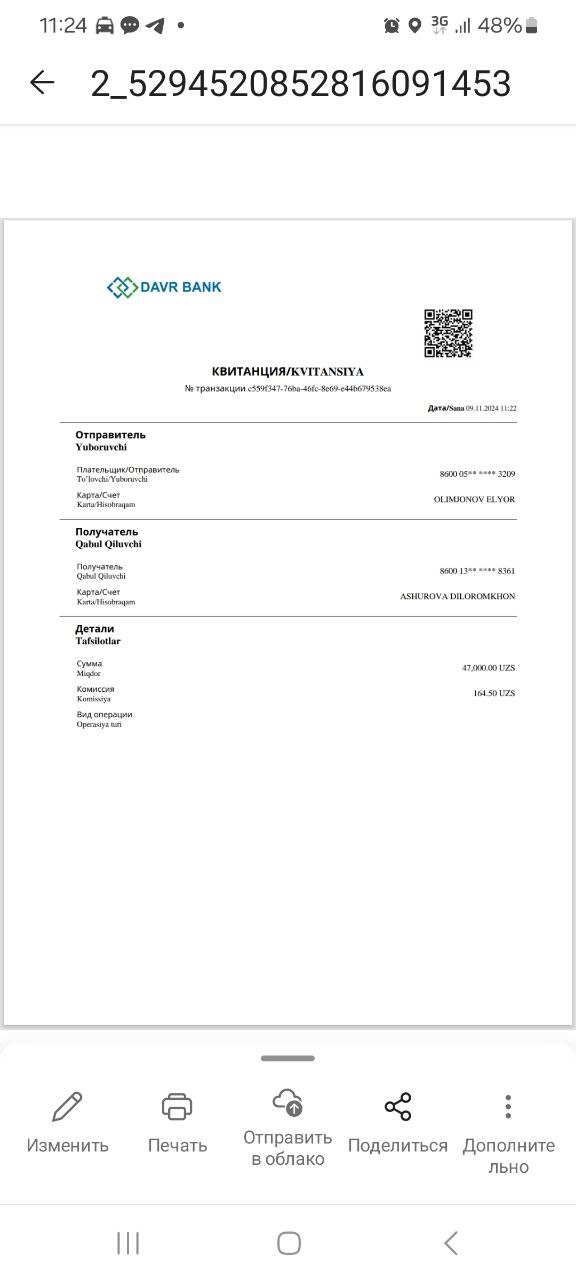 11:24
3G 48%
2_5294520852816091453
DAVR BANK
КВИТАНЦИЯ/KVITANSIYA
№ транзакции c559f347-76ba-46fc-8e69-e44b679538ea
Дата/Sana 09.11.2024 11:22
Отправитель
Yuboruvchi
Плательщик/Отправитель
To'lovchi/Yuboruvchi
8600 05** **** 3209
Карта/Счет
Karta/Hisobraqam
OLIMJONOV ELYOR
Получатель
Qabul Qiluvchi
Получатель
Qabul Qiluvchi
8600 13** **** 8361
Карта/Счет
Karta/Hisobraqam
ASHUROVA DILOROMKHON
Детали
Tafsilotlar
Сумма
Miqdor
47,000.00 UZS
Комиссия
Komissiya
164.50 UZS
Вид операции
Operasiya turi
Изменить
Печать
Отправить
в облако
Поделиться
Дополните
льно